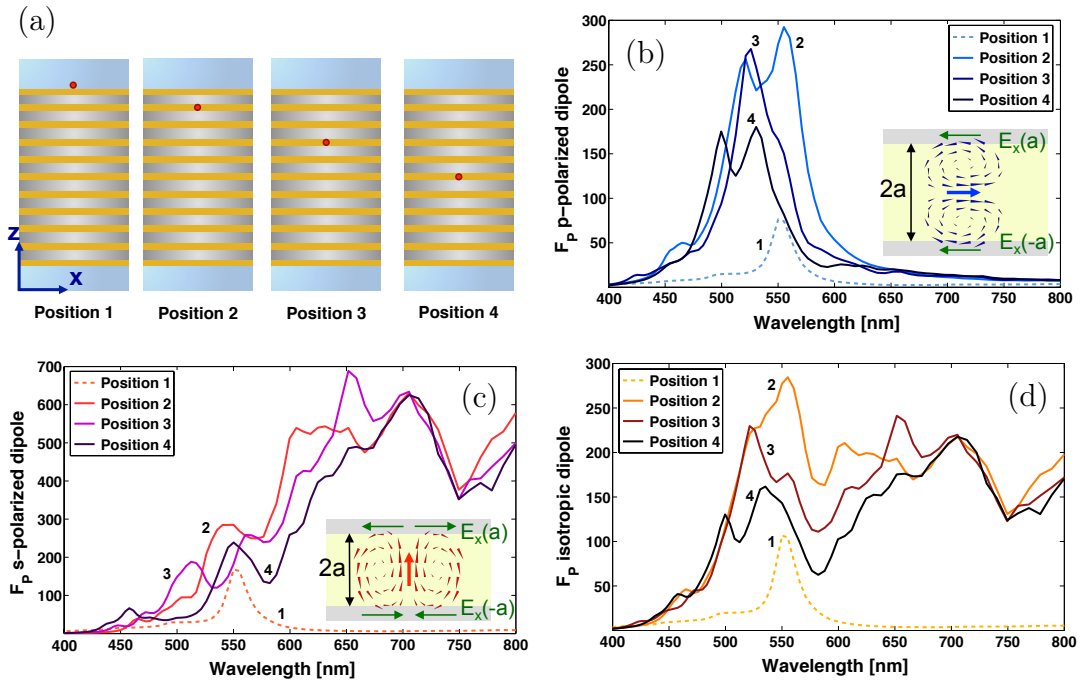 (a)
z
x
Position 1
Position 2
Position 3
Position 4
(b)
F_P p-polarized dipole
300
250
200
150
100
50
400 450 500 550 600 650 700 750 800
Wavelength [nm]
Position 1
Position 2
Position 3
Position 4
3
2
4
1
2a
E_x(a)
E_x(-a)
(c)
F_P s-polarized dipole
700
600
500
400
300
200
100
400 450 500 550 600 650 700 750 800
Wavelength [nm]
Position 1
Position 2
Position 3
Position 4
2
3
4
1
2a
E_x(a)
E_x(-a)
(d)
F_P isotropic dipole
300
250
200
150
100
50
400 450 500 550 600 650 700 750 800
Wavelength [nm]
Position 1
Position 2
Position 3
Position 4
2
3
4
1